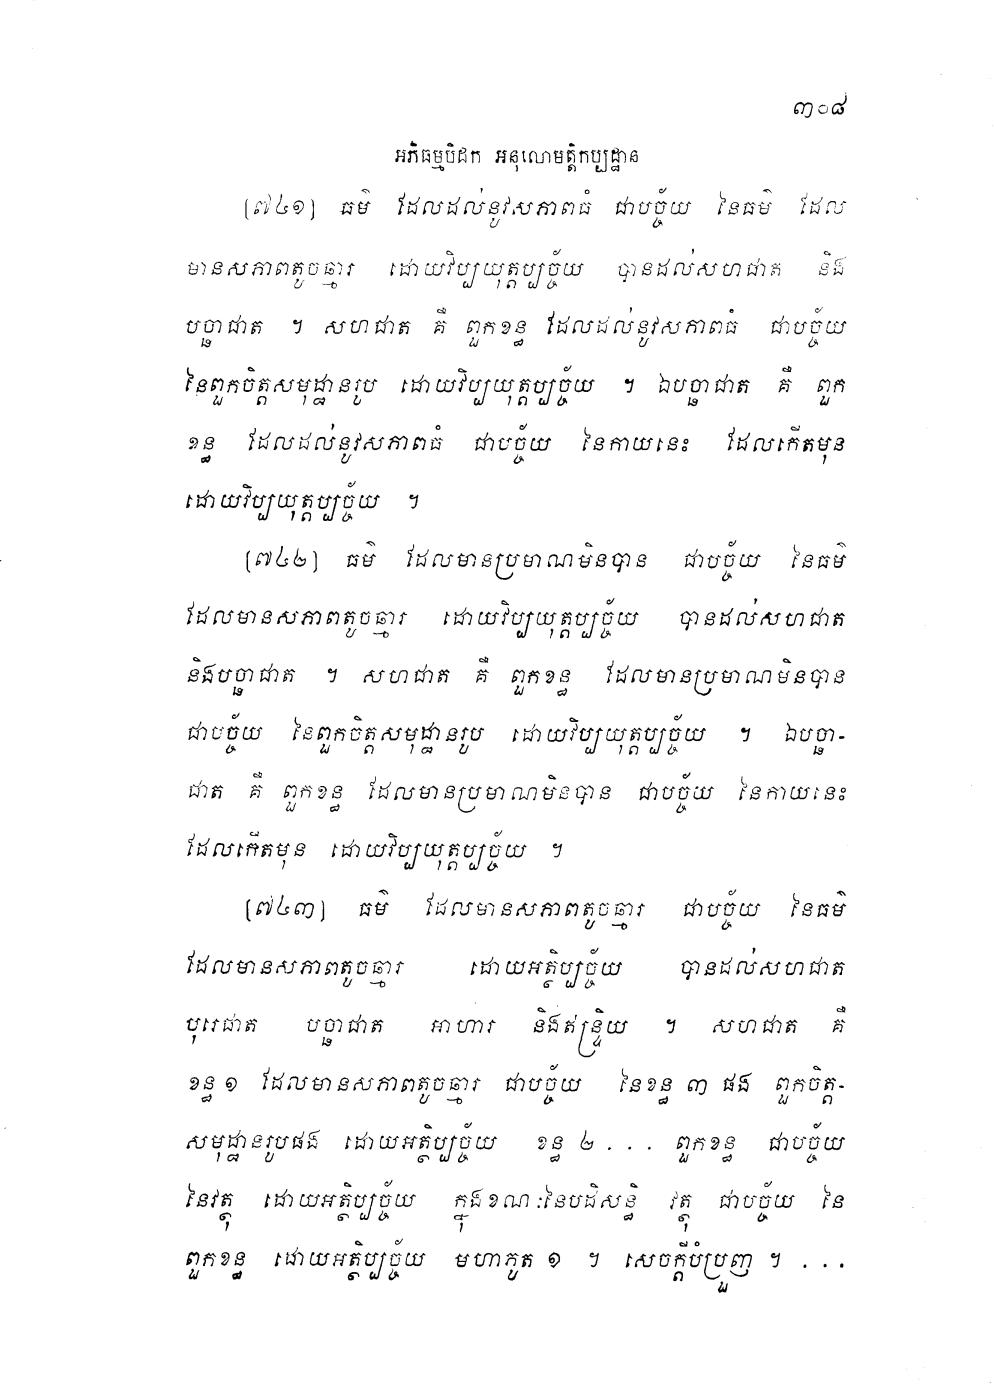 ៣០៨
អភិធម្មបិដក អនុលោមត្តិកប្បដ្ឋាន
(៧៤១) ធម៌ ដែលដល់នូវសភាពធំ ជាបច្ច័យ នៃធម៌ ដែល
មានសភាពតូចឆ្មារ ដោយវិប្បយុត្តប្បច្ច័យ បានដល់សហជាត និង
បច្ឆាជាត ។ សហជាត គឺ ពួកខន្ធ ដែលដល់នូវសភាពធំ ជាបច្ច័យ
នៃពួកចិត្តសមុដ្ឋានរូប ដោយវិប្បយុត្តប្បច្ច័យ ។ ឯបច្ឆាជាត គឺ ពួក
ខន្ធ ដែលដល់នូវសភាពធំ ជាបច្ច័យ នៃកាយនេះ ដែលកើតមុន
ដោយវិប្បយុត្តប្បច្ច័យ ។
(៧៤២) ធម៌ ដែលមានប្រមាណមិនបាន ជាបច្ច័យ នៃធម៌
ដែលមានសភាពតូចឆ្មារ ដោយវិប្បយុត្តប្បច្ច័យ បានដល់សហជាត
និងបច្ឆាជាត ។ សហជាត គឺ ពួកខន្ធ ដែលមានប្រមាណមិនបាន
ជាបច្ច័យ នៃពួកចិត្តសមុដ្ឋានរូប ដោយវិប្បយុត្តប្បច្ច័យ ។ ឯបច្ឆា-
ជាត គឺ ពួកខន្ធ ដែលមានប្រមាណមិនបាន ជាបច្ច័យ នៃកាយនេះ
ដែលកើតមុន ដោយវិប្បយុត្តប្បច្ច័យ ។
(៧៤៣) ធម៌ ដែលមានសភាពតូចឆ្មារ ជាបច្ច័យ នៃធម៌
ដែលមានសភាពតូចឆ្មារ ដោយអត្ថិប្បច្ច័យ បានដល់សហជាត
បុរេជាត បច្ឆាជាត អាហារ និងឥន្ទ្រិយ ។ សហជាត គឺ
ខន្ធ ១ ដែលមានសភាពតូចឆ្មារ ជាបច្ច័យ នៃខន្ធ ៣ ផង ពួកចិត្ត-
សមុដ្ឋានរូបផង ដោយអត្ថិប្បច្ច័យ ខន្ធ ២ . . . ពួកខន្ធ ជាបច្ច័យ
នៃវត្ថុ ដោយអត្ថិប្បច្ច័យ ក្នុងខណៈនៃបដិសន្ធិ វត្ថុ ជាបច្ច័យ នៃ
ពួកខន្ធ ដោយអត្ថិប្បច្ច័យ មហាភូត ១ ។ សេចក្តីបំប្រួញ ។ . . .